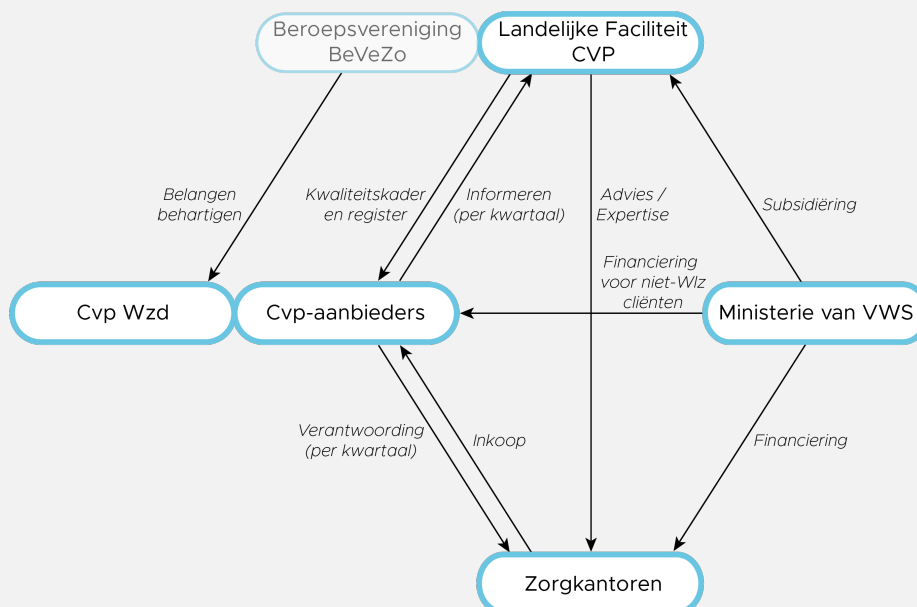 Beroepsvereniging
BeVeZo
Landelijke Faciliteit
CVP
Belangen
behartigen
Kwaliteitskader
en register
Informeren
(per kwartaal)
Advies /
Expertise
Subsidiëring
Financiering
voor niet-Wlz
cliënten
Cvp Wzd
Cvp-aanbieders
Ministerie van VWS
Verantwoording
(per kwartaal)
Inkoop
Financiering
Zorgkantoren